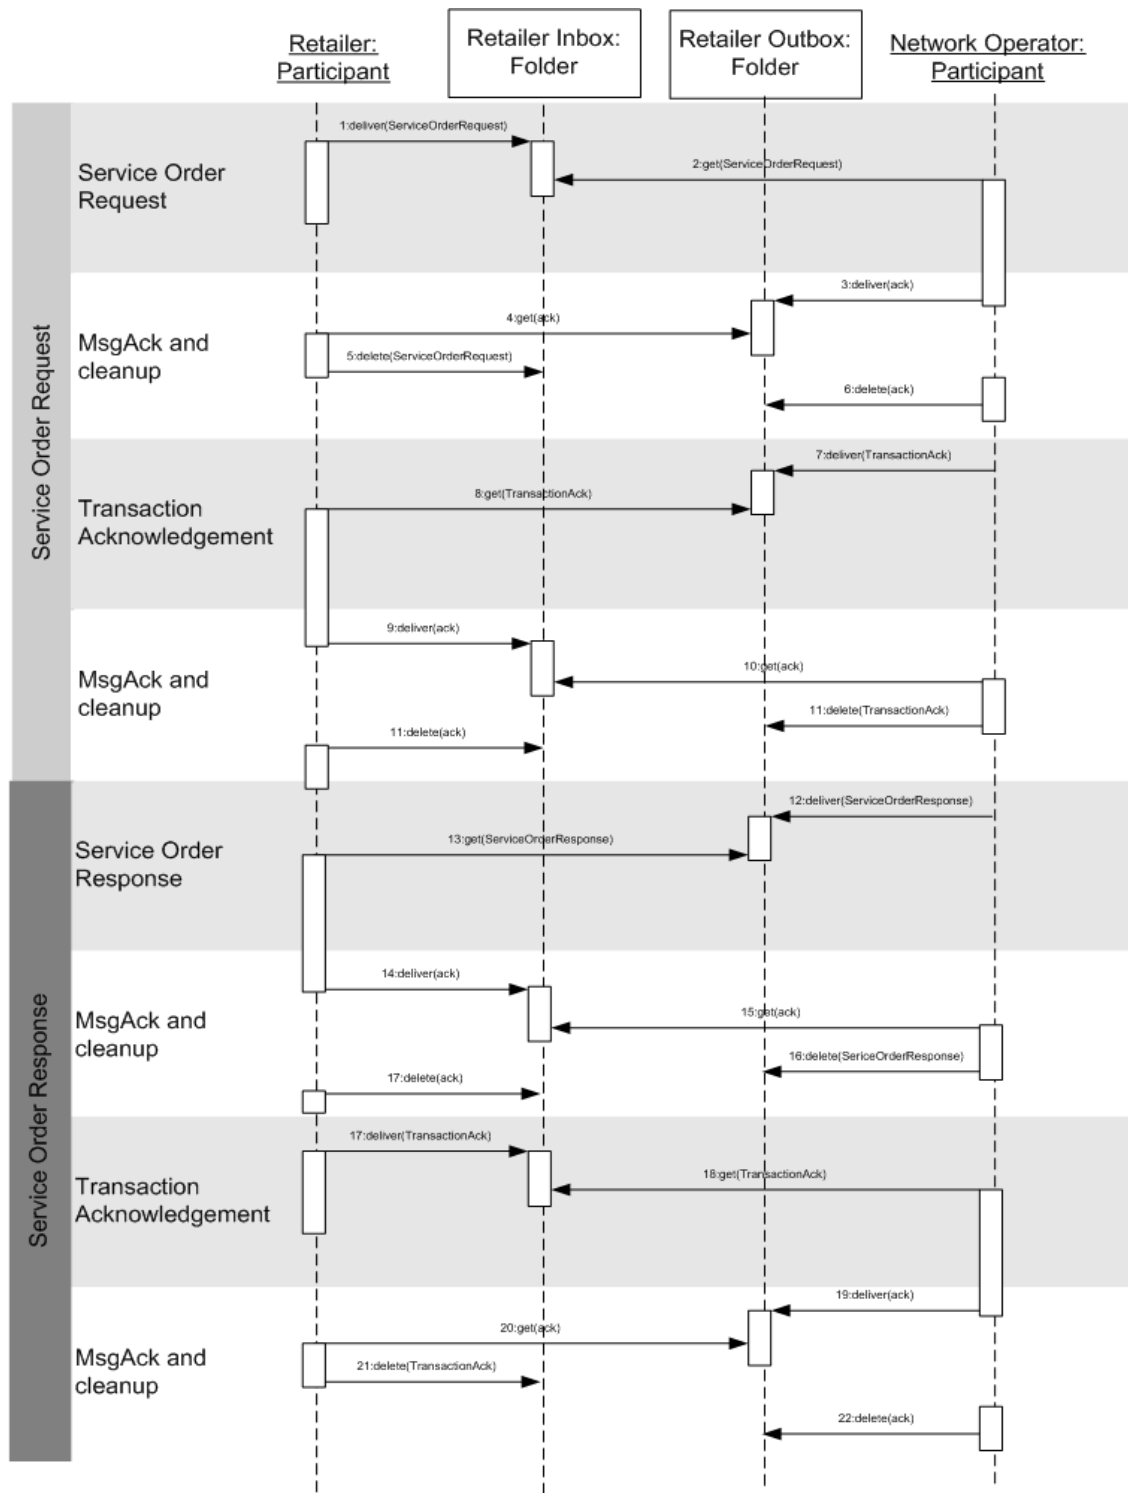 Retailer:
Participant
Retailer Inbox:
Folder
Retailer Outbox:
Folder
Network Operator:
Participant
Service Order Request
Service Order
Request
1:deliver(ServiceOrderRequest)
2:get(ServiceOrderRequest)
MsgAck and
cleanup
3:deliver(ack)
4:get(ack)
5:delete(ServiceOrderRequest)
6:delete(ack)
Transaction
Acknowledgement
7:deliver(TransactionAck)
8:get(TransactionAck)
MsgAck and
cleanup
9:deliver(ack)
10:get(ack)
11:delete(TransactionAck)
11:delete(ack)
Service Order Response
Service Order
Response
12:deliver(ServiceOrderResponse)
13:get(ServiceOrderResponse)
MsgAck and
cleanup
14:deliver(ack)
15:get(ack)
16:delete(SericeOrderResponse)
17:delete(ack)
Transaction
Acknowledgement
17:deliver(TransactionAck)
18:get(TransactionAck)
MsgAck and
cleanup
19:deliver(ack)
20:get(ack)
21:delete(TransactionAck)
22:delete(ack)